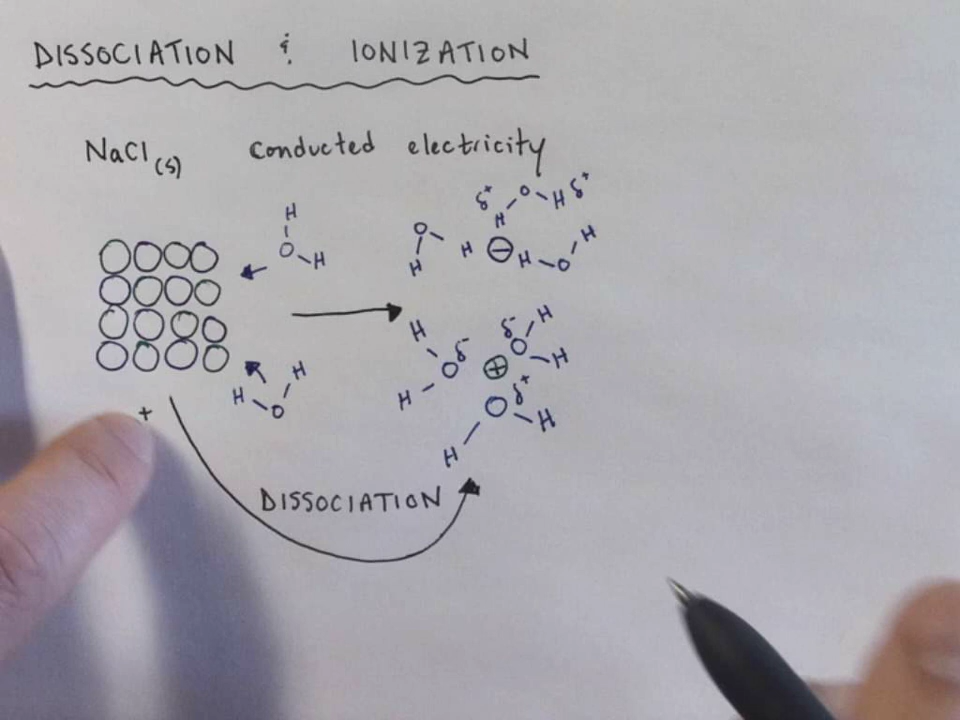 DISSOCIATION & IONIZATION
NaCl(s) conducted electricity
δ+ O H δ+
H
H
O H
O H ⊖ H O H
H
H δ- O H
H
O δ- ⊕ H
H
H O H
O δ+ H
H
+
DISSOCIATION